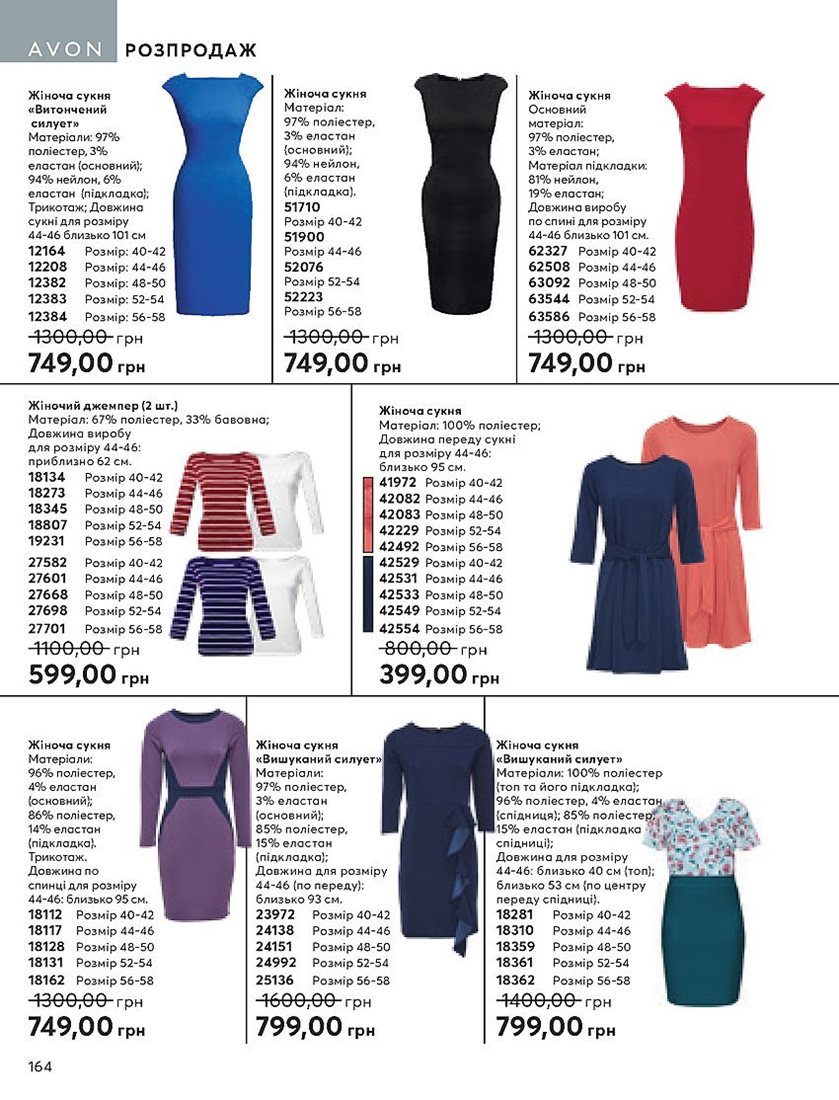 AVON РОЗПРОДАЖ
Жіноча сукня
«Витончений
силует»
Матеріали: 97%
поліестер, 3%
еластан (основний);
94% нейлон, 6%
еластан (підкладка);
Трикотаж; Довжина
сукні для розміру
44-46 близько 101 см
12164 Розмір: 40-42
12208 Розмір: 44-46
12382 Розмір: 48-50
12383 Розмір: 52-54
12384 Розмір: 56-58
1300,00 грн
749,00 грн
Жіноча сукня
Матеріал:
97% поліестер,
3% еластан
(основний);
94% нейлон,
6% еластан
(підкладка).
51710
Розмір 40-42
51900
Розмір 44-46
52076
Розмір 52-54
52223
Розмір 56-58
1300,00 грн
749,00 грн
Жіноча сукня
Основний
матеріал:
97% поліестер,
3% еластан;
Матеріал підкладки:
81% нейлон,
19% еластан;
Довжина виробу
по спині для розміру
44-46 близько 101 см.
62327 Розмір 40-42
62508 Розмір 44-46
63092 Розмір 48-50
63544 Розмір 52-54
63586 Розмір 56-58
1300,00 грн
749,00 грн
Жіночий джемпер (2 шт.)
Матеріал: 67% поліестер, 33% бавовна;
Довжина виробу
для розміру 44-46:
приблизно 62 см.
18134 Розмір 40-42
18273 Розмір 44-46
18345 Розмір 48-50
18807 Розмір 52-54
19231 Розмір 56-58
27582 Розмір 40-42
27601 Розмір 44-46
27668 Розмір 48-50
27698 Розмір 52-54
27701 Розмір 56-58
1100,00 грн
599,00 грн
Жіноча сукня
Матеріал: 100% поліестер;
Довжина переду сукні
для розміру 44-46:
близько 95 см.
41972 Розмір 40-42
42082 Розмір 44-46
42083 Розмір 48-50
42229 Розмір 52-54
42492 Розмір 56-58
42529 Розмір 40-42
42531 Розмір 44-46
42533 Розмір 48-50
42549 Розмір 52-54
42554 Розмір 56-58
800,00 грн
399,00 грн
Жіноча сукня
Матеріали:
96% поліестер,
4% еластан
(основний);
86% поліестер,
14% еластан
(підкладка).
Трикотаж.
Довжина по
спинці для розміру
44-46: близько 95 см.
18112 Розмір 40-42
18117 Розмір 44-46
18128 Розмір 48-50
18131 Розмір 52-54
18162 Розмір 56-58
1300,00 грн
749,00 грн
Жіноча сукня
«Вишуканий силует»
Матеріали:
97% поліестер,
3% еластан
(основний);
85% поліестер,
15% еластан
(підкладка);
Довжина для розміру
44-46 (по переду):
близько 93 см.
23972 Розмір 40-42
24138 Розмір 44-46
24151 Розмір 48-50
24992 Розмір 52-54
25136 Розмір 56-58
1600,00 грн
799,00 грн
Жіноча сукня
«Вишуканий силует»
Матеріали: 100% поліестер
(топ та його підкладка);
96% поліестер, 4% еластан
(спідниця); 85% поліестер,
15% еластан (підкладка
спідниці);
Довжина для розміру
44-46: близько 40 см (топ);
близько 53 см (по центру
переду спідниці).
18281 Розмір 40-42
18310 Розмір 44-46
18359 Розмір 48-50
18361 Розмір 52-54
18362 Розмір 56-58
1400,00 грн
799,00 грн
164